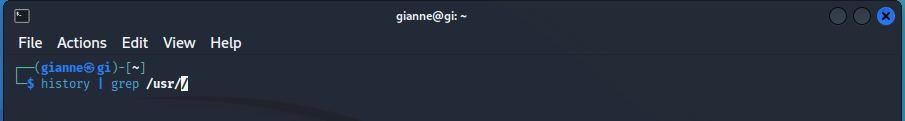 gianne@gi: ~
File Actions Edit View Help
┌──(gianne㉿gi)-[~]
└─$ history | grep /usr//